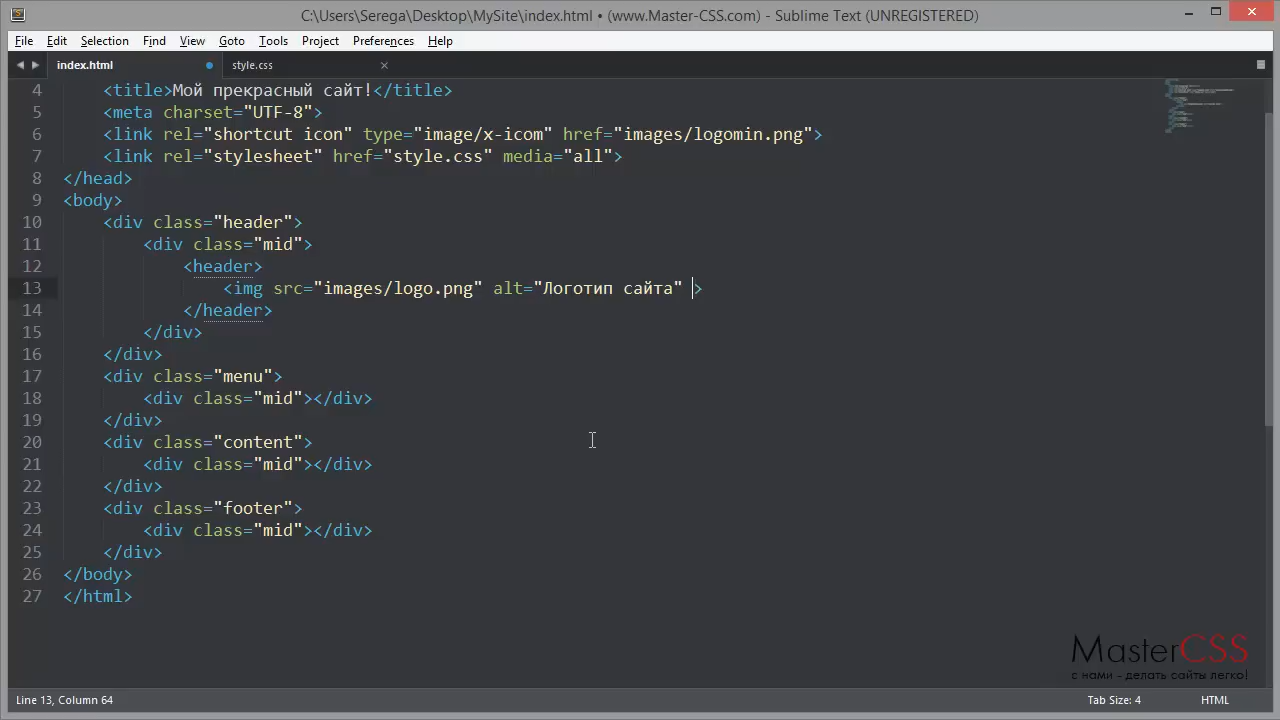 C:\Users\Serega\Desktop\MySite\index.html • (www.Master-CSS.com) - Sublime Text (UNREGISTERED)
File Edit Selection Find View Goto Tools Project Preferences Help
index.html style.css
4 <title>Мой прекрасный сайт!</title>
5 <meta charset="UTF-8">
6 <link rel="shortcut icon" type="image/x-icom" href="images/logomin.png">
7 <link rel="stylesheet" href="style.css" media="all">
8 </head>
9 <body>
10 <div class="header">
11 <div class="mid">
12 <header>
13 <img src="images/logo.png" alt="Логотип сайта" >
14 </header>
15 </div>
16 </div>
17 <div class="menu">
18 <div class="mid"></div>
19 </div>
20 <div class="content">
21 <div class="mid"></div>
22 </div>
23 <div class="footer">
24 <div class="mid"></div>
25 </div>
26 </body>
27 </html>
MasterCSS
с нами - делать сайты легко!
Line 13, Column 64 Tab Size: 4 HTML